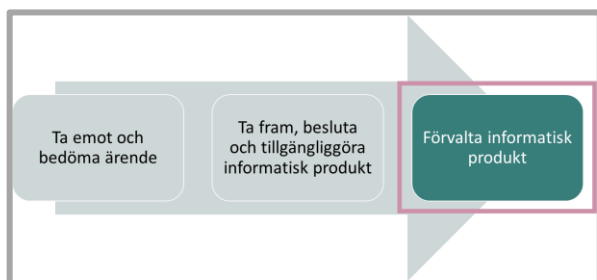 Ta emot och
bedöma ärende
Ta fram, besluta
och tillgängliggöra
informatisk produkt
Förvalta informatisk
produkt